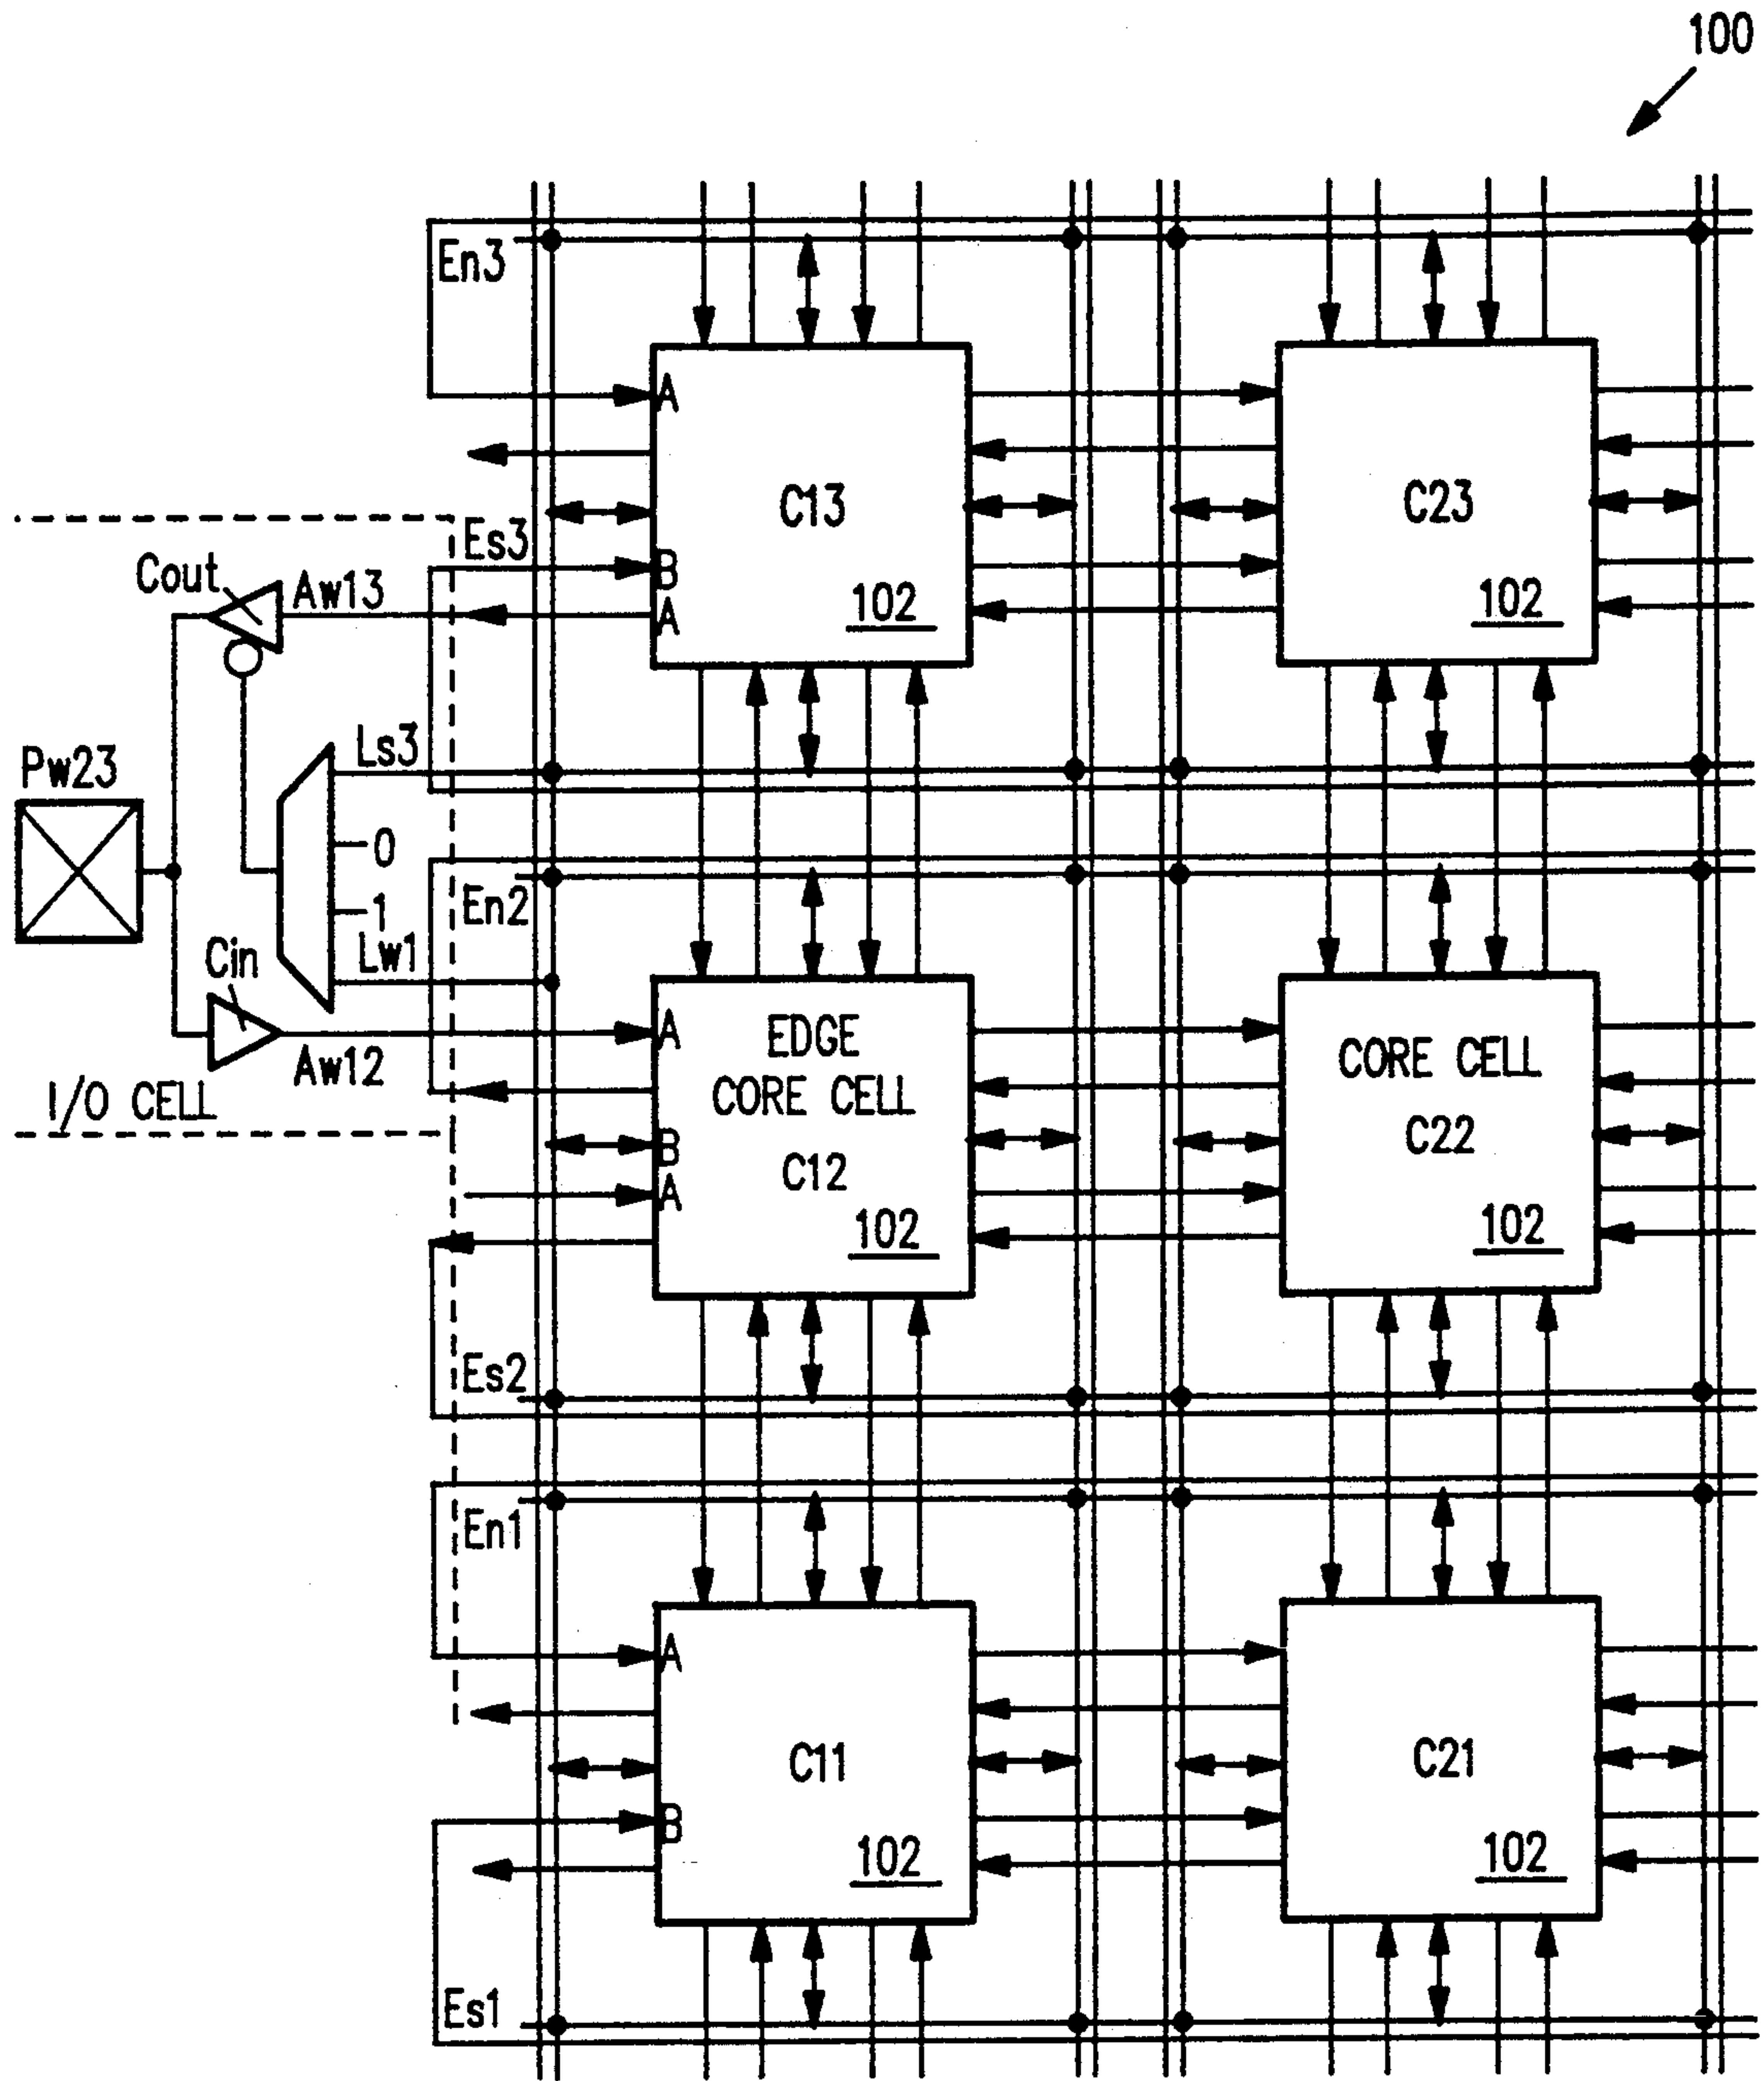 100
En3
A
C13
C23
Es3
Cout
Aw13
B
A
102
102
Pw23
Ls3
0
1
En2
Cin
Lw1
A
EDGE
CORE CELL
C12
CORE CELL
C22
Aw12
I/O CELL
B
A
102
102
Es2
En1
A
C11
C21
B
102
102
Es1